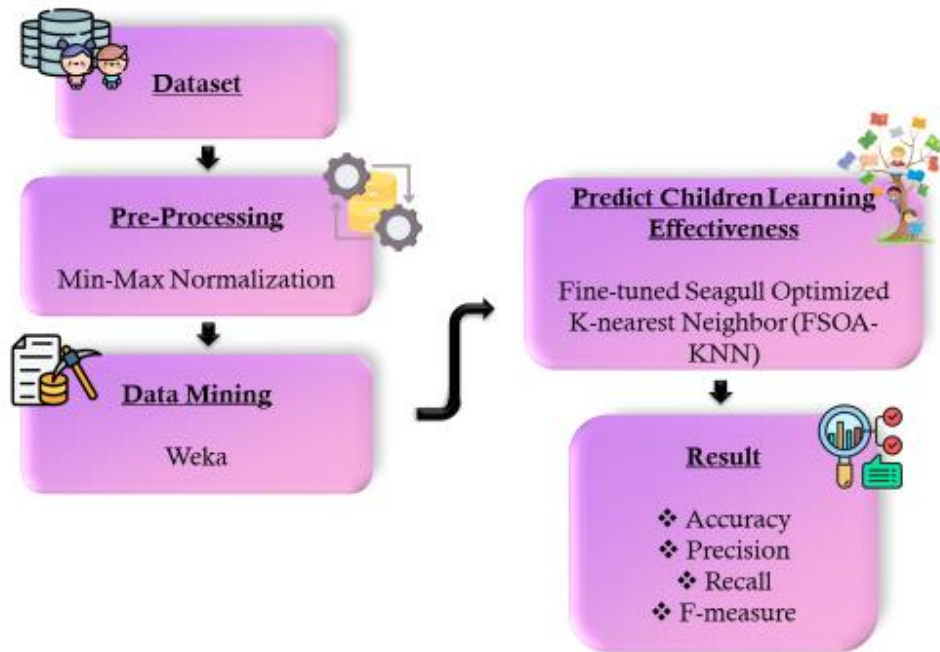 Dataset
Pre-Processing
Min-Max Normalization
Data Mining
Weka
Predict Children Learning
Effectiveness
Fine-tuned Seagull Optimized
K-nearest Neighbor (FSOA-
KNN)
Result
❖ Accuracy
❖ Precision
❖ Recall
❖ F-measure